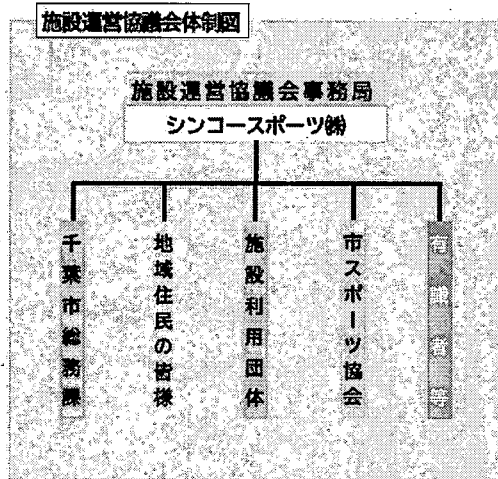 施設運営協議会体制図
施設運営協議会事務局
シンコースポーツ㈱
千葉市総務課
地域住民の皆様
施設利用団体
市スポーツ協会
有識者等